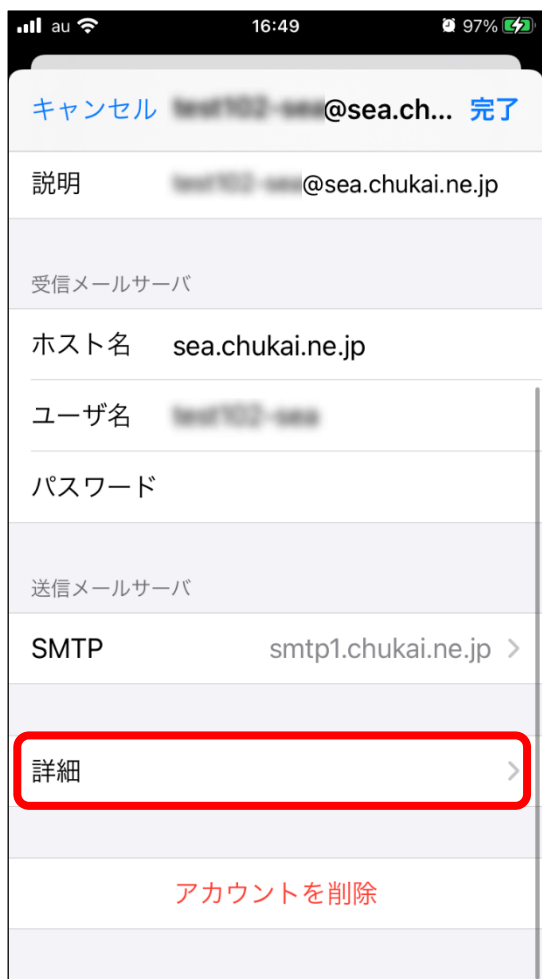 au 16:49 97%
キャンセル @sea.ch... 完了
説明 @sea.chukai.ne.jp
受信メールサーバ
ホスト名 sea.chukai.ne.jp
ユーザ名
パスワード
送信メールサーバ
SMTP smtp1.chukai.ne.jp
詳細
アカウントを削除